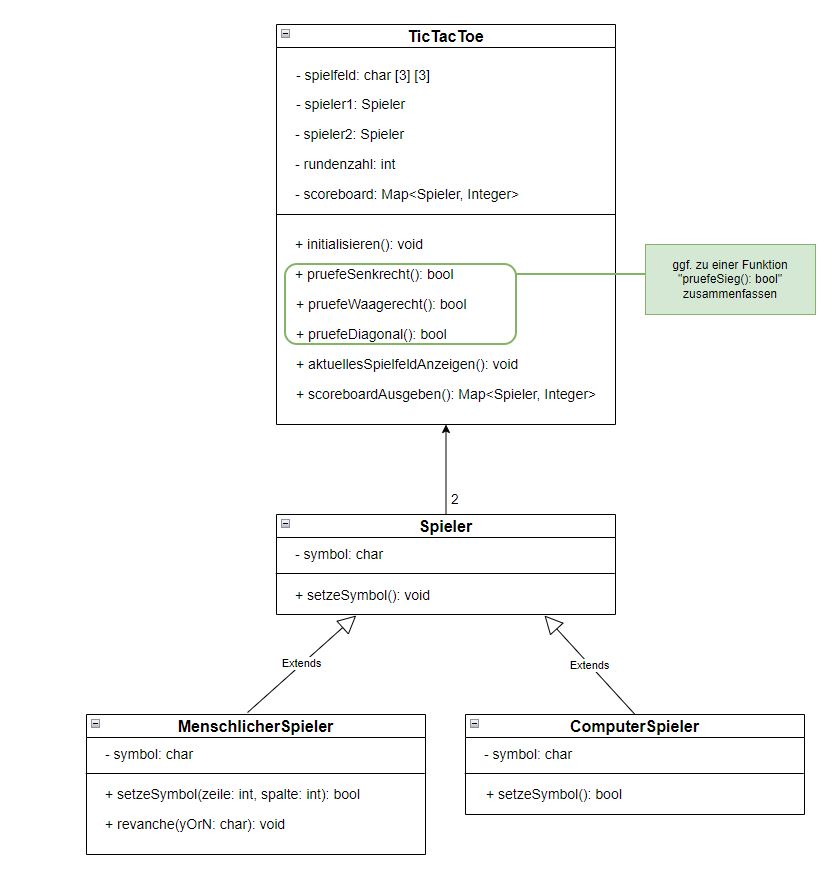 TicTacToe
- spielfeld: char [3] [3]
- spieler1: Spieler
- spieler2: Spieler
- rundenzahl: int
- scoreboard: Map<Spieler, Integer>
+ initialisieren(): void
+ pruefeSenkrecht(): bool
+ pruefeWaagerecht(): bool
+ pruefeDiagonal(): bool
+ aktuellesSpielfeldAnzeigen(): void
+ scoreboardAusgeben(): Map<Spieler, Integer>
ggf. zu einer Funktion
"pruefeSieg(): bool"
zusammenfassen
2
Spieler
- symbol: char
+ setzeSymbol(): void
Extends
Extends
MenschlicherSpieler
- symbol: char
+ setzeSymbol(zeile: int, spalte: int): bool
+ revanche(yOrN: char): void
ComputerSpieler
- symbol: char
+ setzeSymbol(): bool